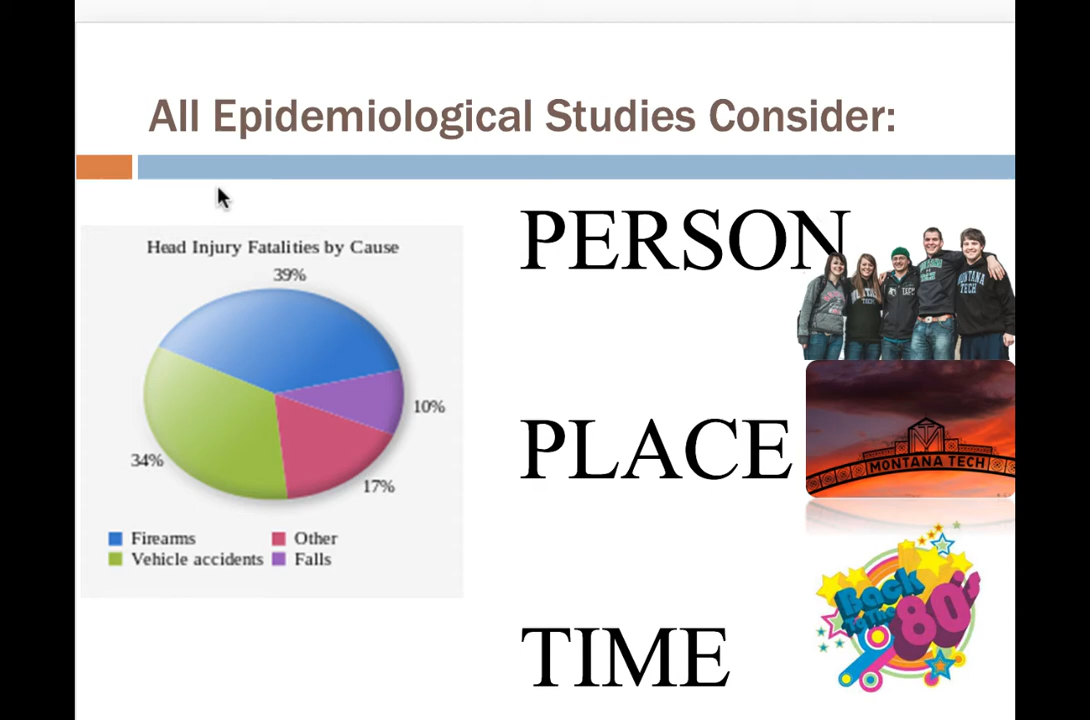 All Epidemiological Studies Consider:
Head Injury Fatalities by Cause
39%
10%
34%
17%
Firearms
Other
Vehicle accidents
Falls
PERSON
MONTANA
TECH
PLACE
MONTANA TECH
TIME
Back
To The
80's